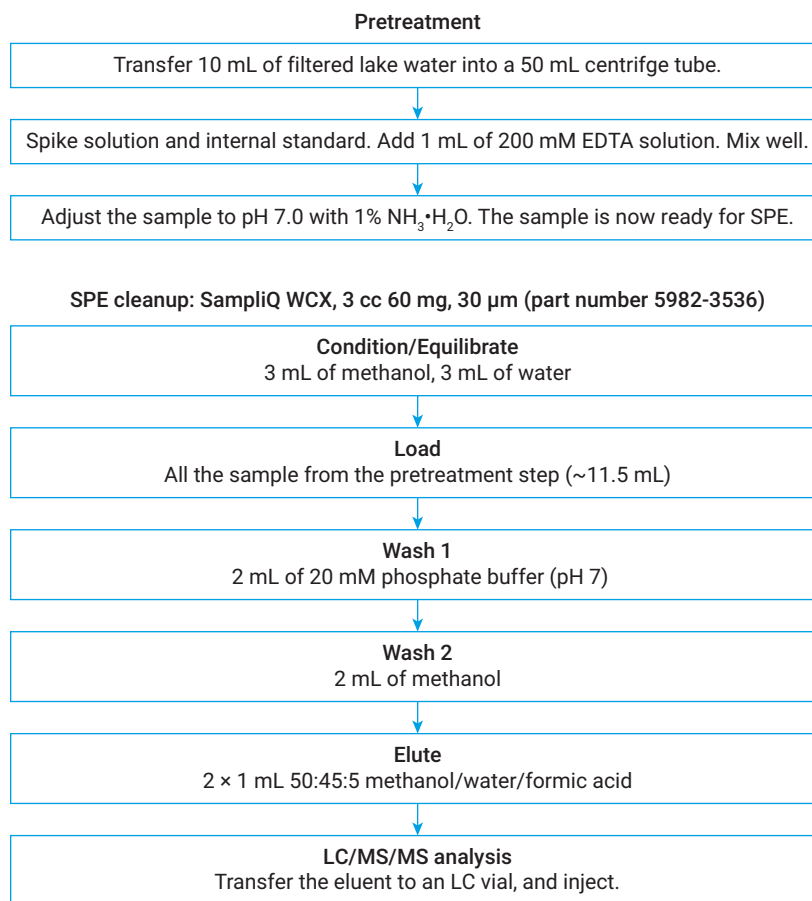 Pretreatment
Transfer 10 mL of filtered lake water into a 50 mL centrifge tube.
Spike solution and internal standard. Add 1 mL of 200 mM EDTA solution. Mix well.
Adjust the sample to pH 7.0 with 1% NH₃•H₂O. The sample is now ready for SPE.
SPE cleanup: SampliQ WCX, 3 cc 60 mg, 30 µm (part number 5982-3536)
Condition/Equilibrate
3 mL of methanol, 3 mL of water
Load
All the sample from the pretreatment step (~11.5 mL)
Wash 1
2 mL of 20 mM phosphate buffer (pH 7)
Wash 2
2 mL of methanol
Elute
2 × 1 mL 50:45:5 methanol/water/formic acid
LC/MS/MS analysis
Transfer the eluent to an LC vial, and inject.